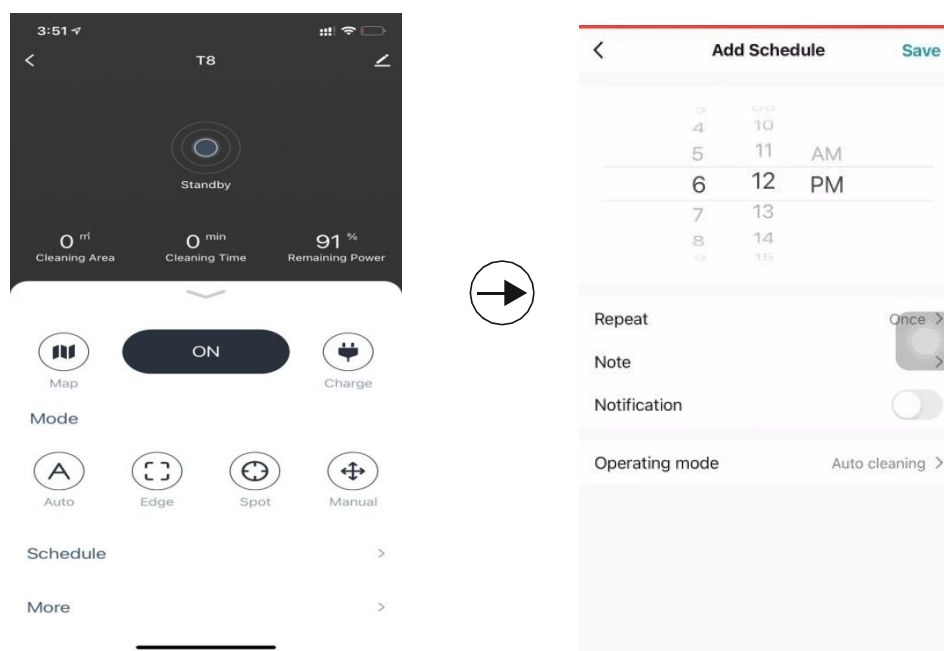 3:51
T8
Standby
0 ㎡ 0 min 91 %
Cleaning Area Cleaning Time Remaining Power
ON
Map Charge
Mode
Auto Edge Spot Manual
Schedule
More
Add Schedule Save
4 10
5 11 AM
6 12 PM
7 13
8 14
9 15
Repeat Once
Note
Notification
Operating mode Auto cleaning